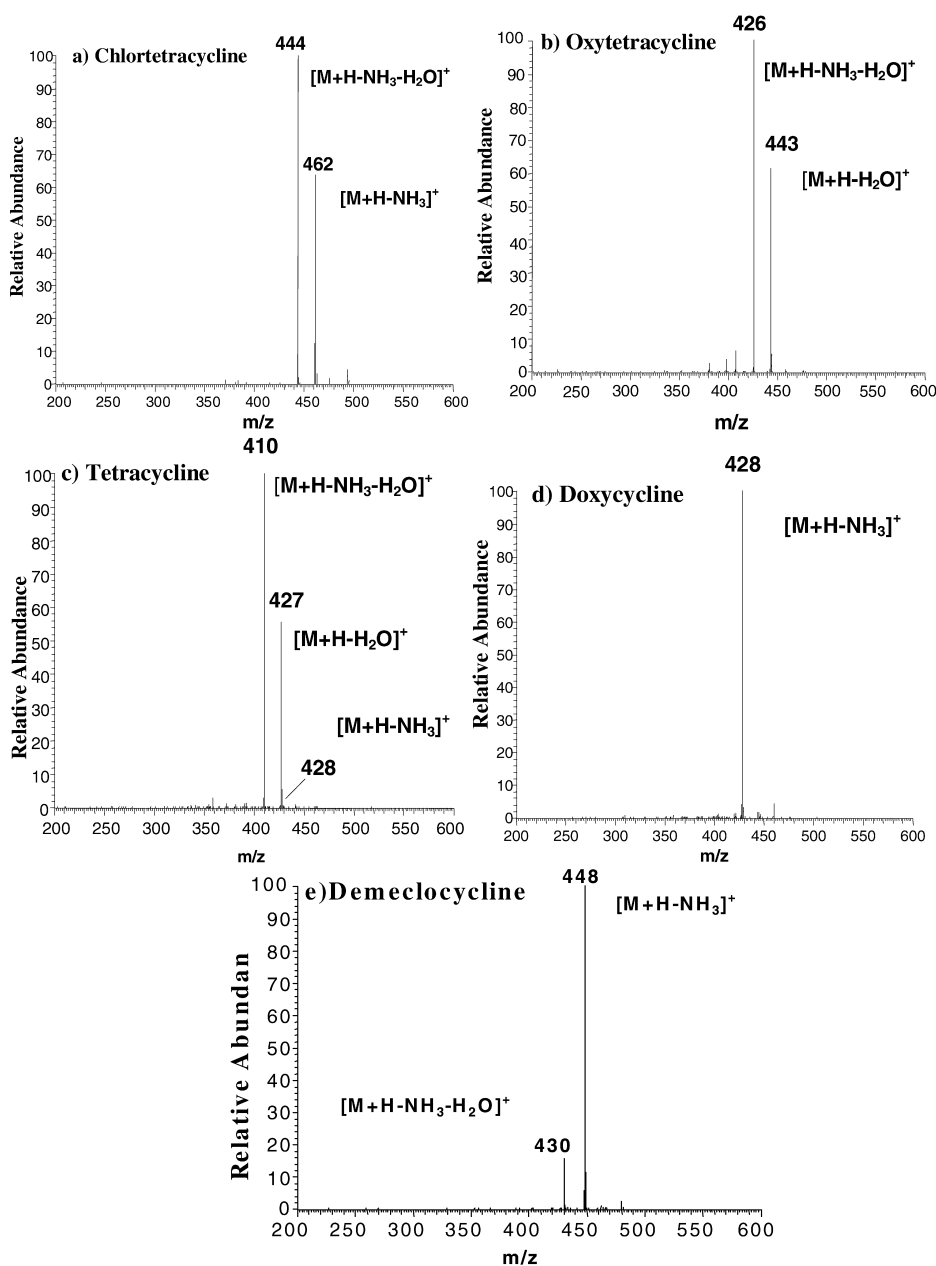 a) Chlortetracycline
444
[M+H-NH₃-H₂O]⁺
462
[M+H-NH₃]⁺
Relative Abundance
100
90
80
70
60
50
40
30
20
10
0
200 250 300 350 400 450 500 550 600
m/z
b) Oxytetracycline
426
[M+H-NH₃-H₂O]⁺
443
[M+H-H₂O]⁺
Relative Abundance
100
90
80
70
60
50
40
30
20
10
0
200 250 300 350 400 450 500 550 600
m/z
c) Tetracycline
410
[M+H-NH₃-H₂O]⁺
427
[M+H-H₂O]⁺
[M+H-NH₃]⁺
428
Relative Abundance
100
90
80
70
60
50
40
30
20
10
0
200 250 300 350 400 450 500 550 600
m/z
d) Doxycycline
428
[M+H-NH₃]⁺
Relative Abundance
100
90
80
70
60
50
40
30
20
10
0
200 250 300 350 400 450 500 550 600
m/z
e)Demeclocycline
448
[M+H-NH₃]⁺
[M+H-NH₃-H₂O]⁺
430
Relative Abundan
100
90
80
70
60
50
40
30
20
10
0
200 250 300 350 400 450 500 550 600
m/z